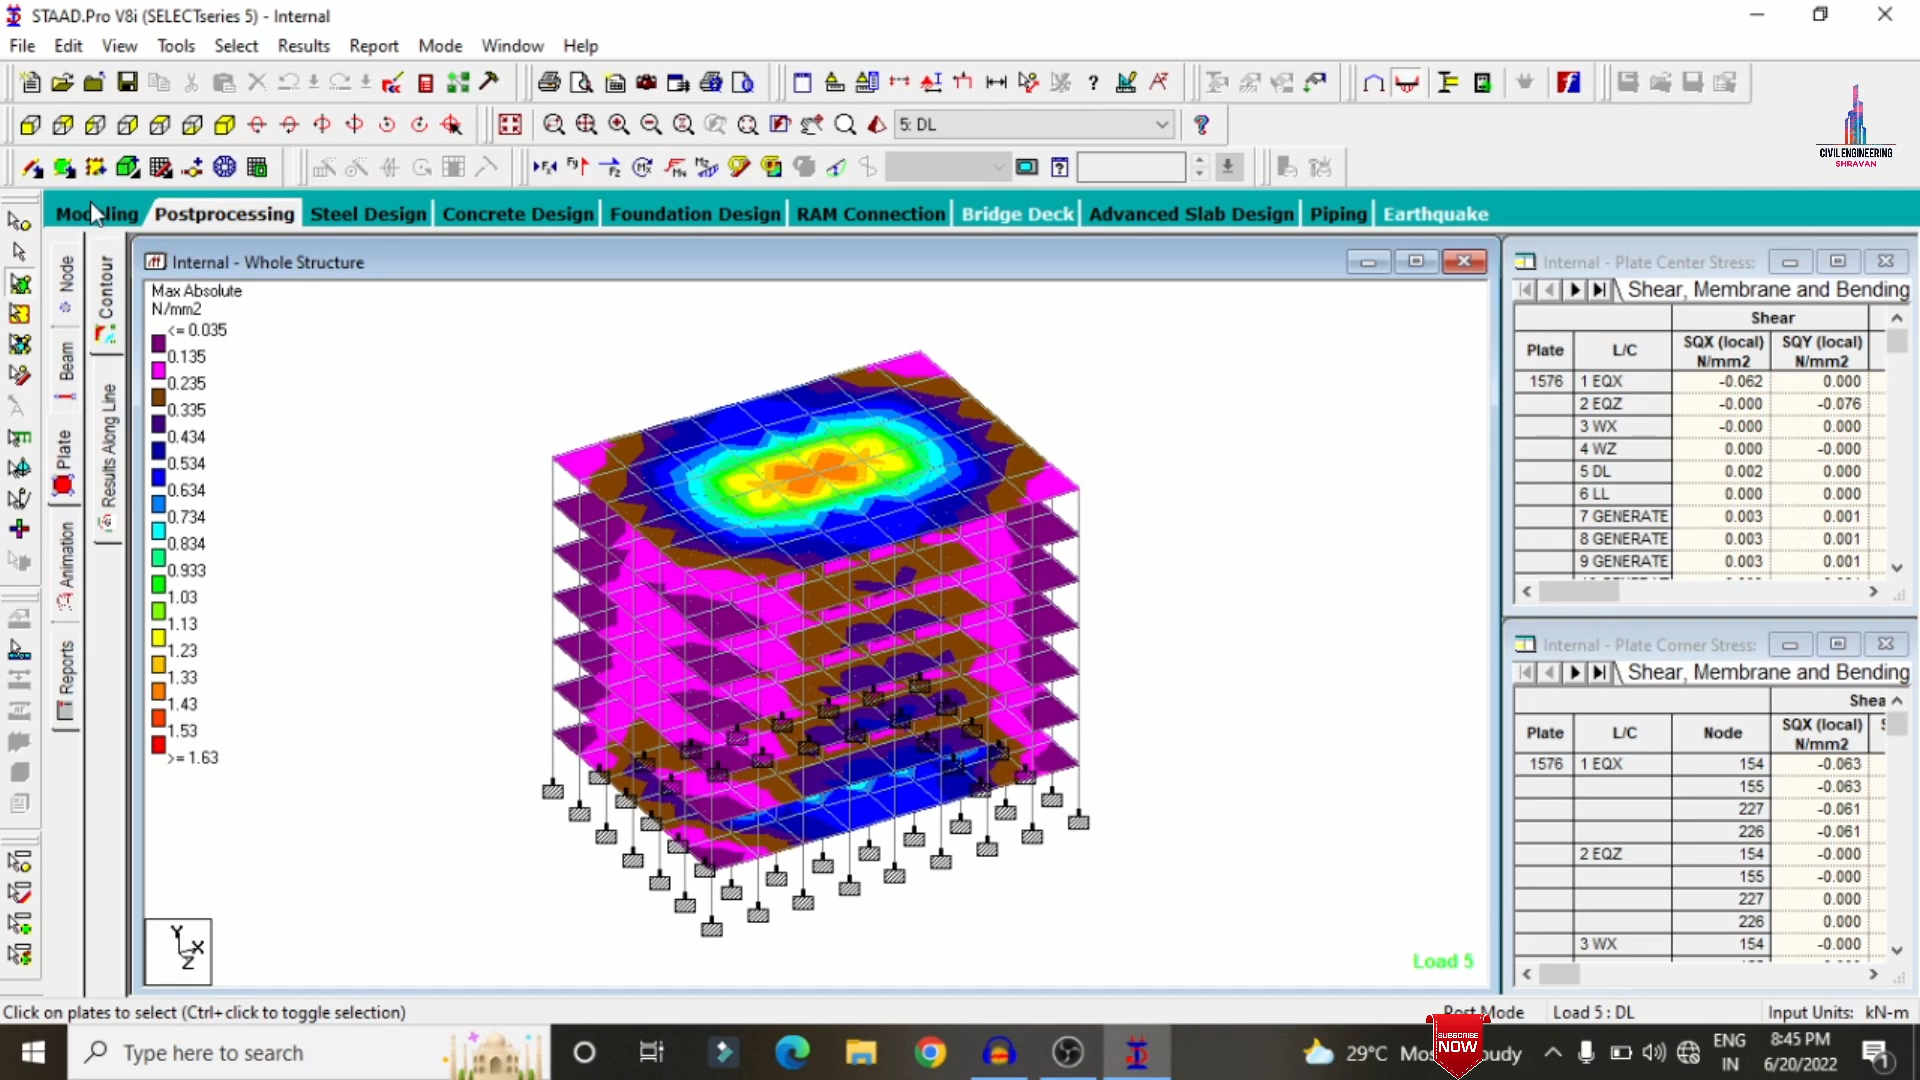 STAAD.Pro V8i (SELECTseries 5) - Internal
File Edit View Tools Select Results Report Mode Window Help
5: DL
CIVIL ENGINEERING
SHRAVAN
Modeling Postprocessing Steel Design Concrete Design Foundation Design RAM Connection Bridge Deck Advanced Slab Design Piping Earthquake
Node
Beam
Plate
Animation
Reports
Contour
Results Along Line
Internal - Whole Structure
Max Absolute
N/mm2
<= 0.035
0.135
0.235
0.335
0.434
0.534
0.634
0.734
0.834
0.933
1.03
1.13
1.23
1.33
1.43
1.53
>= 1.63
Y
X
Z
Load 5
Internal - Plate Center Stress:
Shear, Membrane and Bending
Shear
Plate L/C SQX (local) N/mm2 SQY (local) N/mm2
1576 1 EQX -0.062 0.000
2 EQZ -0.000 -0.076
3 WX -0.000 0.000
4 WZ 0.000 -0.000
5 DL 0.002 0.000
6 LL 0.000 0.000
7 GENERATE 0.003 0.001
8 GENERATE 0.003 0.001
9 GENERATE 0.003 0.001
Internal - Plate Corner Stress:
Shear, Membrane and Bending
Shea
Plate L/C Node SQX (local) N/mm2
1576 1 EQX 154 -0.063
155 -0.063
227 -0.061
226 -0.061
2 EQZ 154 -0.000
155 -0.000
227 0.000
226 0.000
3 WX 154 -0.000
Click on plates to select (Ctrl+click to toggle selection)
Post Mode Load 5 : DL Input Units: kN-m
Type here to search
29°C
SUBSCRIBE
NOW
ENG
IN
8:45 PM
6/20/2022
1